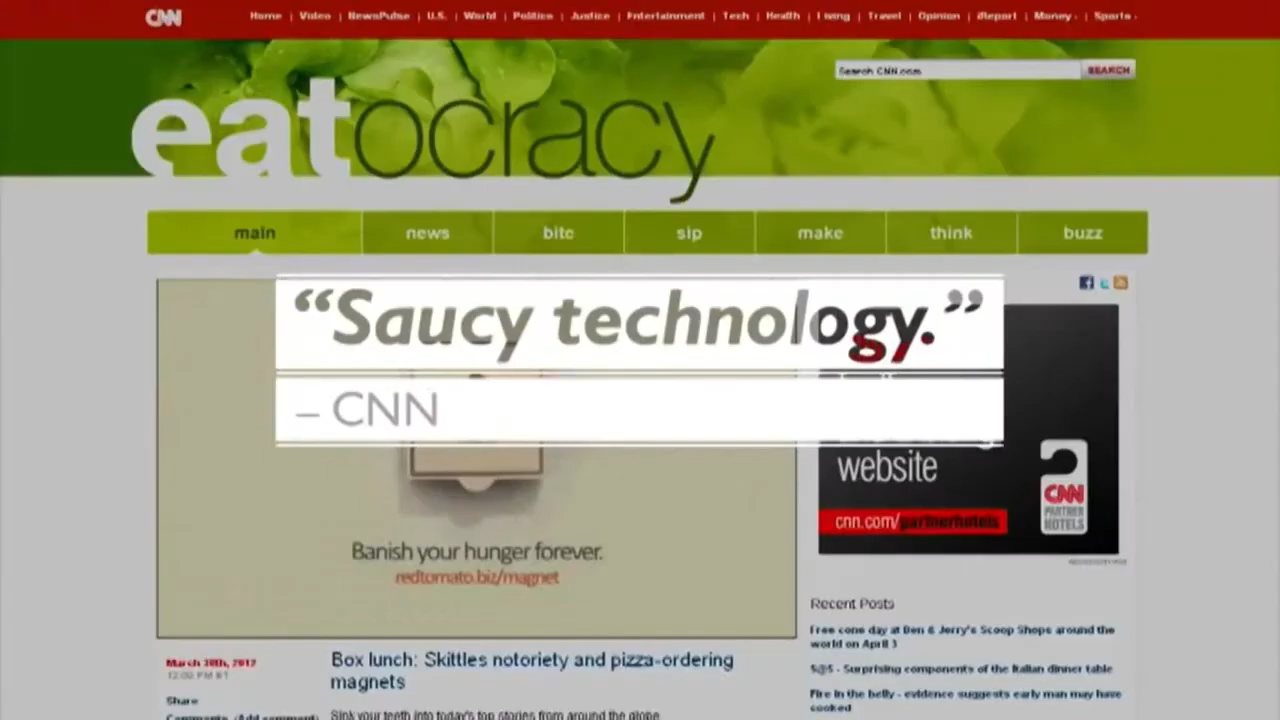 CNN
Home | Video | NewsPulse | U.S. | World | Politics | Justice | Entertainment | Tech | Health | Living | Travel | Opinion | iReport | Money | Sports
Search CNN.com SEARCH
eatocracy
main news bite sip make think buzz
“Saucy technology.”
– CNN
website
cnn.com/partnerhotels
CNN
PARTNER
HOTELS
Banish your hunger forever.
redtomato.biz/magnet
Recent Posts
Free cone day at Ben & Jerry's Scoop Shops around the
world on April 3
5@5 - Surprising components of the Italian dinner table
Fire in the belly - evidence suggests early man may have
cooked
March 30th, 2012
12:00 PM ET
Share
Box lunch: Skittles notoriety and pizza-ordering
magnets
Sink your teeth into today's top stories from around the globe.